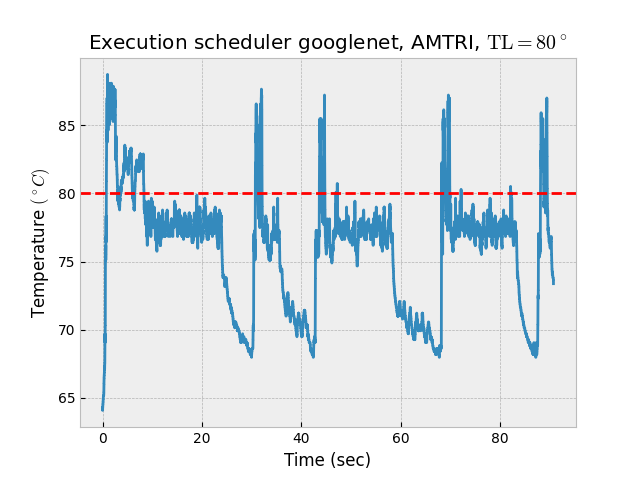 Execution scheduler googlenet, AMTRI, TL = 80°
85
80
75
70
65
Temperature (°C)
0 20 40 60 80
Time (sec)